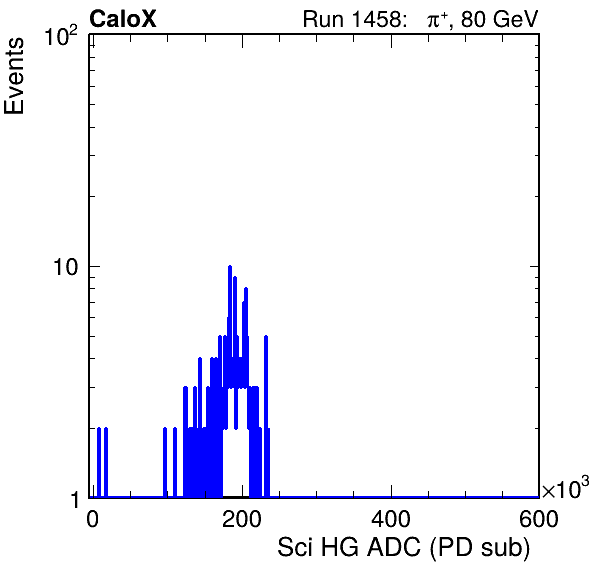 CaloX Run 1458: π⁺, 80 GeV
Events
10²
10
1
0 200 400 600
×10³
Sci HG ADC (PD sub)